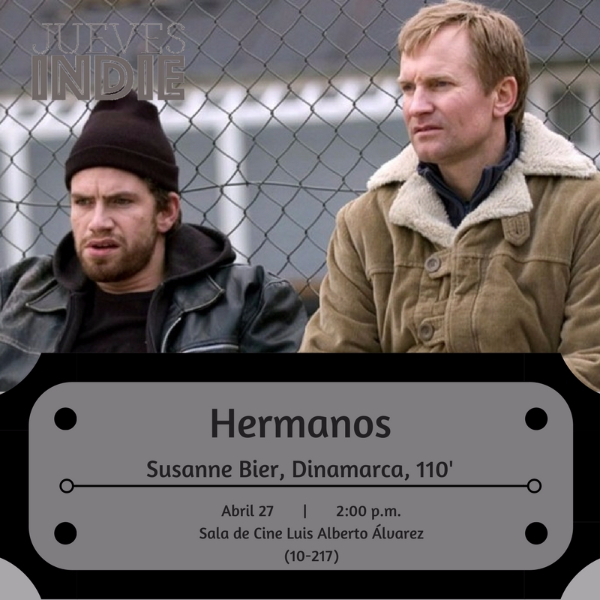 JUEVES
INDIE
Hermanos
Susanne Bier, Dinamarca, 110'
Abril 27 | 2:00 p.m.
Sala de Cine Luis Alberto Álvarez
(10-217)